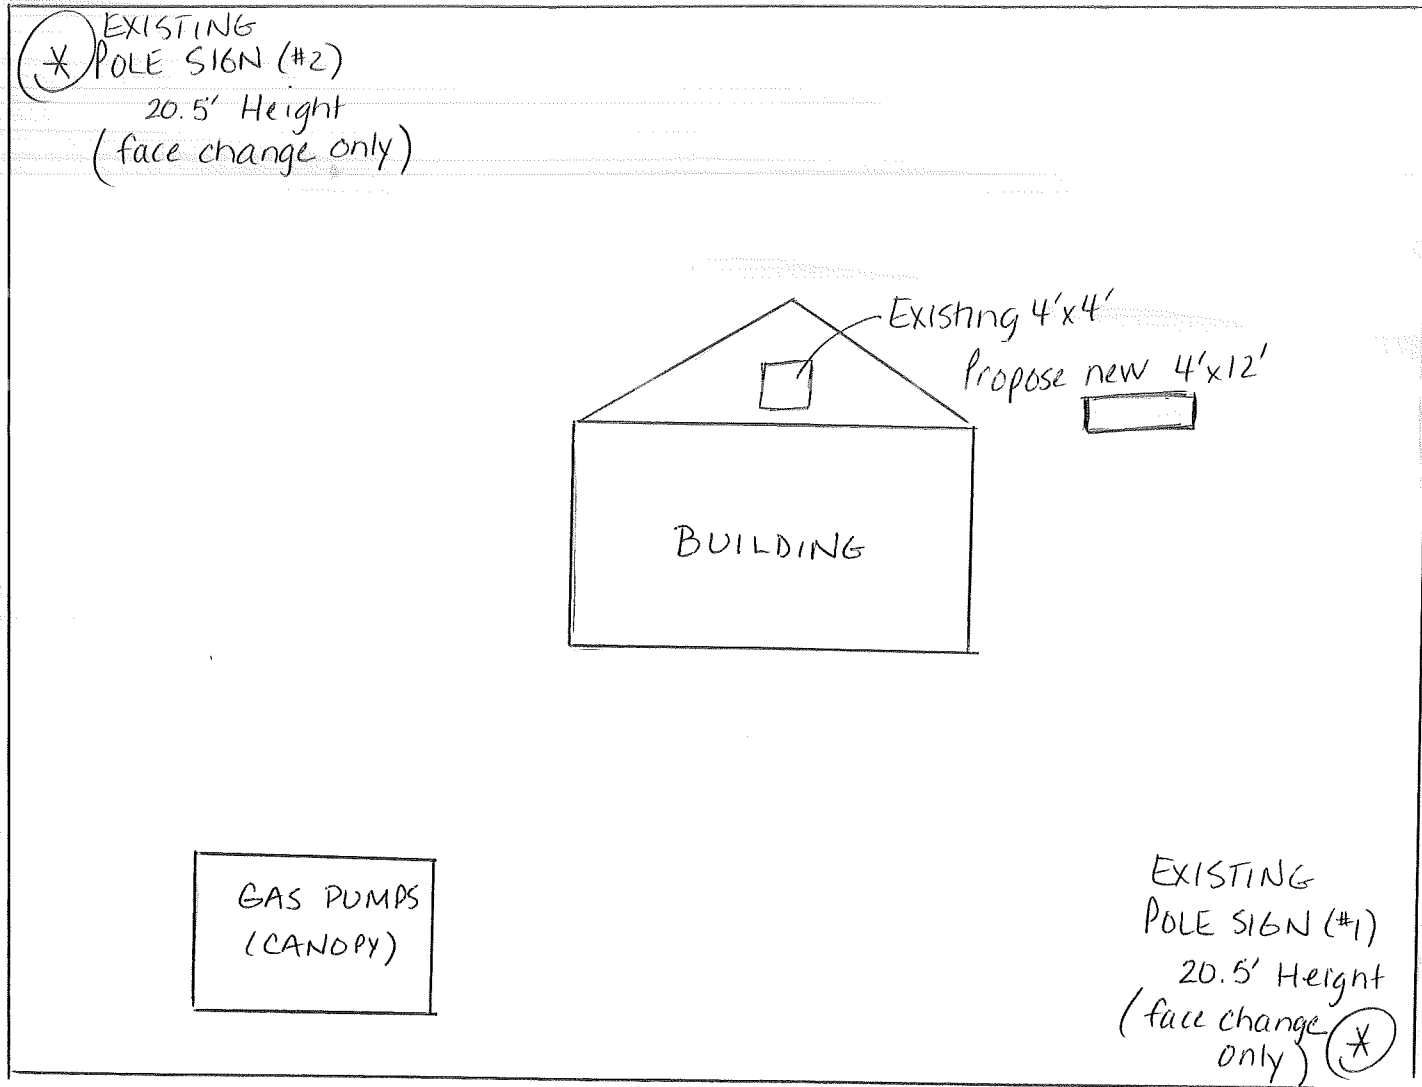 EXISTING
POLE SIGN (#2)
20.5' Height
(face change only)
Existing 4'x4'
Propose new 4'x12'
BUILDING
GAS PUMPS
(CANOPY)
EXISTING
POLE SIGN (#1)
20.5' Height
(face change
only)